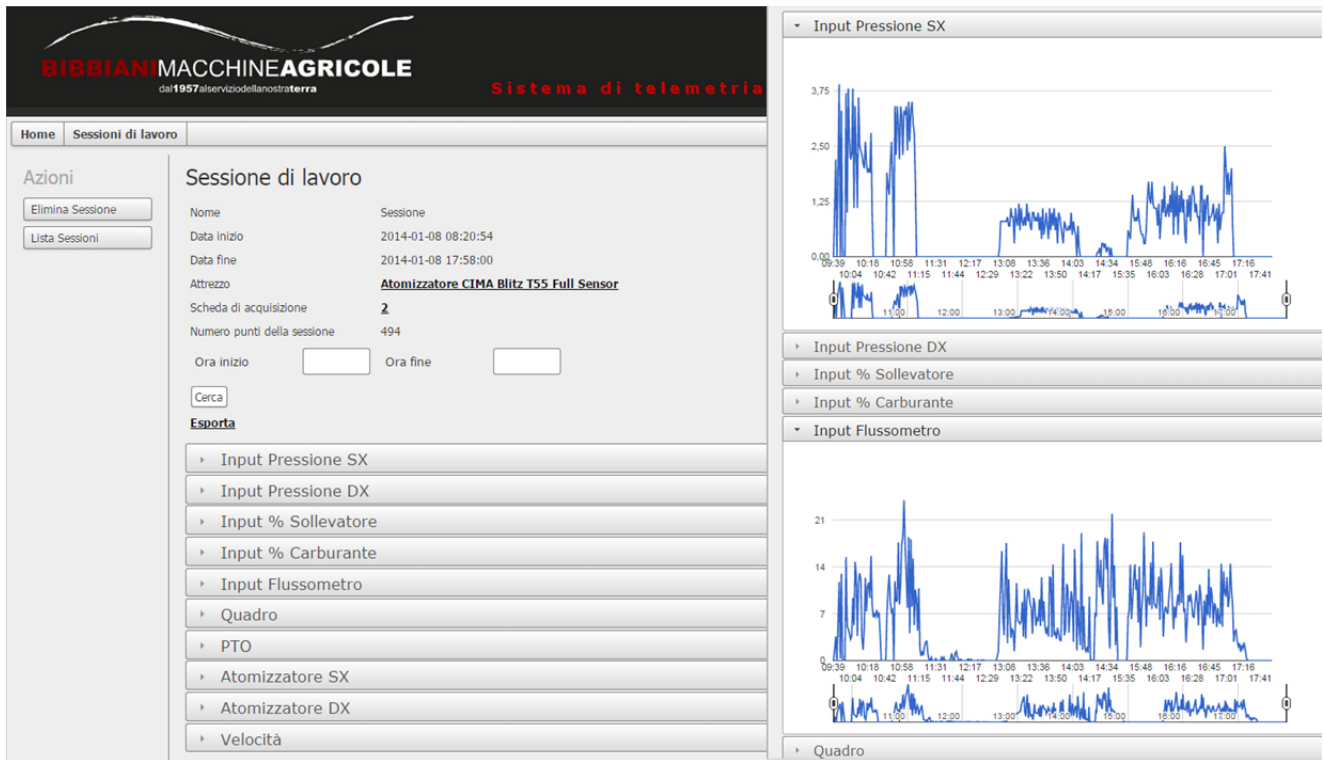 BIBBIANIMACCHINEAGRICOLE
dal1957alserviziodellanostraterra
Sistema di telemetria
Home Sessioni di lavoro
Azioni
Elimina Sessione
Lista Sessioni
Sessione di lavoro
Nome Sessione
Data inizio 2014-01-08 08:20:54
Data fine 2014-01-08 17:58:00
Attrezzo Atomizzatore CIMA Blitz T55 Full Sensor
Scheda di acquisizione 2
Numero punti della sessione 494
Ora inizio Ora fine
Cerca
Esporta
Input Pressione SX
Input Pressione DX
Input % Sollevatore
Input % Carburante
Input Flussometro
Quadro
PTO
Atomizzatore SX
Atomizzatore DX
Velocità
Input Pressione SX
3,75
2,50
1,25
0,00
09:39 10:18 10:58 11:31 12:17 13:08 13:36 14:03 14:34 15:48 16:16 16:45 17:16
10:04 10:42 11:15 11:44 12:29 13:22 13:50 14:17 15:35 16:03 16:28 17:01 17:41
11:00 12:00 13:00 14:00 15:00 16:00 17:00
Input Pressione DX
Input % Sollevatore
Input % Carburante
Input Flussometro
21
14
7
0
09:39 10:18 10:58 11:31 12:17 13:08 13:36 14:03 14:34 15:48 16:16 16:45 17:16
10:04 10:42 11:15 11:44 12:29 13:22 13:50 14:17 15:35 16:03 16:28 17:01 17:41
11:00 12:00 13:00 14:00 15:00 16:00 17:00
Quadro